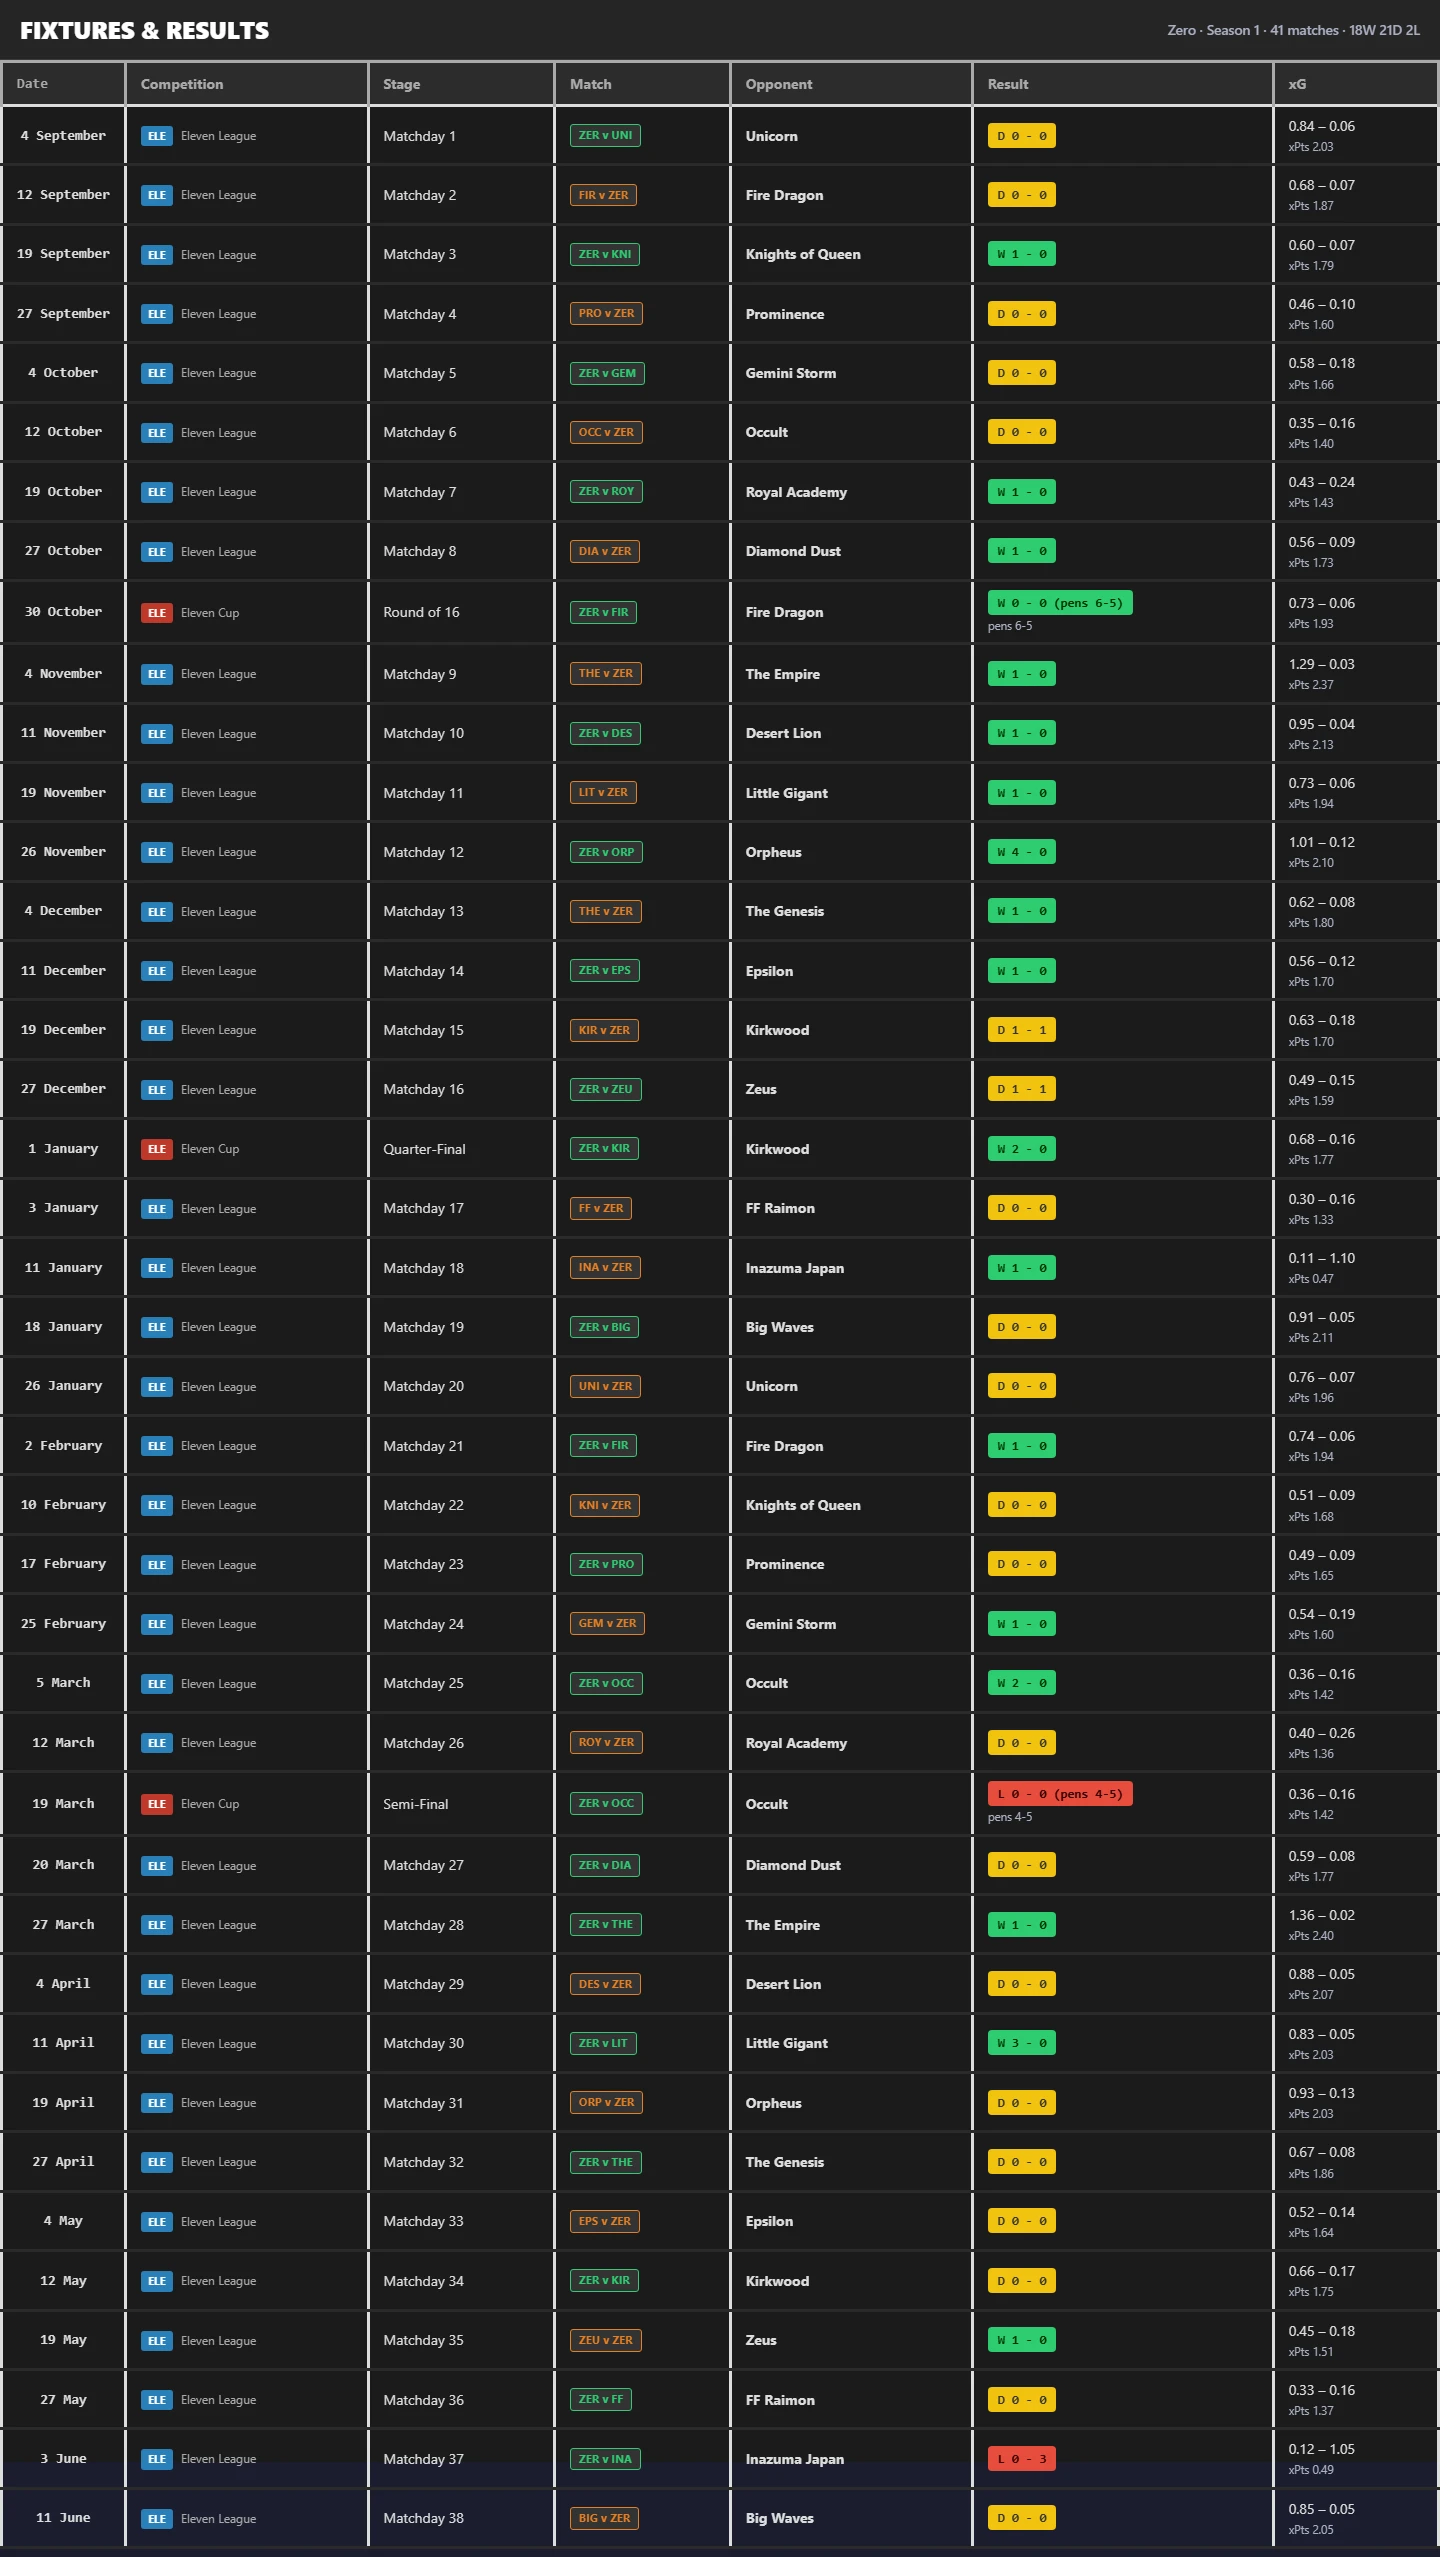 FIXTURES & RESULTS
Zero · Season 1 · 41 matches · 18W 21D 2L
Date Competition Stage Match Opponent Result xG
4 September ELE Eleven League Matchday 1 ZER v UNI Unicorn D 0 - 0 0.84 – 0.06
xPts 2.03
12 September ELE Eleven League Matchday 2 FIR v ZER Fire Dragon D 0 - 0 0.68 – 0.07
xPts 1.87
19 September ELE Eleven League Matchday 3 ZER v KNI Knights of Queen W 1 - 0 0.60 – 0.07
xPts 1.79
27 September ELE Eleven League Matchday 4 PRO v ZER Prominence D 0 - 0 0.46 – 0.10
xPts 1.60
4 October ELE Eleven League Matchday 5 ZER v GEM Gemini Storm D 0 - 0 0.58 – 0.18
xPts 1.66
12 October ELE Eleven League Matchday 6 OCC v ZER Occult D 0 - 0 0.35 – 0.16
xPts 1.40
19 October ELE Eleven League Matchday 7 ZER v ROY Royal Academy W 1 - 0 0.43 – 0.24
xPts 1.43
27 October ELE Eleven League Matchday 8 DIA v ZER Diamond Dust W 1 - 0 0.56 – 0.09
xPts 1.73
30 October ELE Eleven Cup Round of 16 ZER v FIR Fire Dragon W 0 - 0 (pens 6-5) 0.73 – 0.06
pens 6-5 xPts 1.93
4 November ELE Eleven League Matchday 9 THE v ZER The Empire W 1 - 0 1.29 – 0.03
xPts 2.37
11 November ELE Eleven League Matchday 10 ZER v DES Desert Lion W 1 - 0 0.95 – 0.04
xPts 2.13
19 November ELE Eleven League Matchday 11 LIT v ZER Little Gigant W 1 - 0 0.73 – 0.06
xPts 1.94
26 November ELE Eleven League Matchday 12 ZER v ORP Orpheus W 4 - 0 1.01 – 0.12
xPts 2.10
4 December ELE Eleven League Matchday 13 THE v ZER The Genesis W 1 - 0 0.62 – 0.08
xPts 1.80
11 December ELE Eleven League Matchday 14 ZER v EPS Epsilon W 1 - 0 0.56 – 0.12
xPts 1.70
19 December ELE Eleven League Matchday 15 KIR v ZER Kirkwood D 1 - 1 0.63 – 0.18
xPts 1.70
27 December ELE Eleven League Matchday 16 ZER v ZEU Zeus D 1 - 1 0.49 – 0.15
xPts 1.59
1 January ELE Eleven Cup Quarter-Final ZER v KIR Kirkwood W 2 - 0 0.68 – 0.16
xPts 1.77
3 January ELE Eleven League Matchday 17 FF v ZER FF Raimon D 0 - 0 0.30 – 0.16
xPts 1.33
11 January ELE Eleven League Matchday 18 INA v ZER Inazuma Japan W 1 - 0 0.11 – 1.10
xPts 0.47
18 January ELE Eleven League Matchday 19 ZER v BIG Big Waves D 0 - 0 0.91 – 0.05
xPts 2.11
26 January ELE Eleven League Matchday 20 UNI v ZER Unicorn D 0 - 0 0.76 – 0.07
xPts 1.96
2 February ELE Eleven League Matchday 21 ZER v FIR Fire Dragon W 1 - 0 0.74 – 0.06
xPts 1.94
10 February ELE Eleven League Matchday 22 KNI v ZER Knights of Queen D 0 - 0 0.51 – 0.09
xPts 1.68
17 February ELE Eleven League Matchday 23 ZER v PRO Prominence D 0 - 0 0.49 – 0.09
xPts 1.65
25 February ELE Eleven League Matchday 24 GEM v ZER Gemini Storm W 1 - 0 0.54 – 0.19
xPts 1.60
5 March ELE Eleven League Matchday 25 ZER v OCC Occult W 2 - 0 0.36 – 0.16
xPts 1.42
12 March ELE Eleven League Matchday 26 ROY v ZER Royal Academy D 0 - 0 0.40 – 0.26
xPts 1.36
19 March ELE Eleven Cup Semi-Final ZER v OCC Occult L 0 - 0 (pens 4-5) 0.36 – 0.16
pens 4-5 xPts 1.42
20 March ELE Eleven League Matchday 27 ZER v DIA Diamond Dust D 0 - 0 0.59 – 0.08
xPts 1.77
27 March ELE Eleven League Matchday 28 ZER v THE The Empire W 1 - 0 1.36 – 0.02
xPts 2.40
4 April ELE Eleven League Matchday 29 DES v ZER Desert Lion D 0 - 0 0.88 – 0.05
xPts 2.07
11 April ELE Eleven League Matchday 30 ZER v LIT Little Gigant W 3 - 0 0.83 – 0.05
xPts 2.03
19 April ELE Eleven League Matchday 31 ORP v ZER Orpheus D 0 - 0 0.93 – 0.13
xPts 2.03
27 April ELE Eleven League Matchday 32 ZER v THE The Genesis D 0 - 0 0.67 – 0.08
xPts 1.86
4 May ELE Eleven League Matchday 33 EPS v ZER Epsilon D 0 - 0 0.52 – 0.14
xPts 1.64
12 May ELE Eleven League Matchday 34 ZER v KIR Kirkwood D 0 - 0 0.66 – 0.17
xPts 1.75
19 May ELE Eleven League Matchday 35 ZEU v ZER Zeus W 1 - 0 0.45 – 0.18
xPts 1.51
27 May ELE Eleven League Matchday 36 ZER v FF FF Raimon D 0 - 0 0.33 – 0.16
xPts 1.37
3 June ELE Eleven League Matchday 37 ZER v INA Inazuma Japan L 0 - 3 0.12 – 1.05
xPts 0.49
11 June ELE Eleven League Matchday 38 BIG v ZER Big Waves D 0 - 0 0.85 – 0.05
xPts 2.05